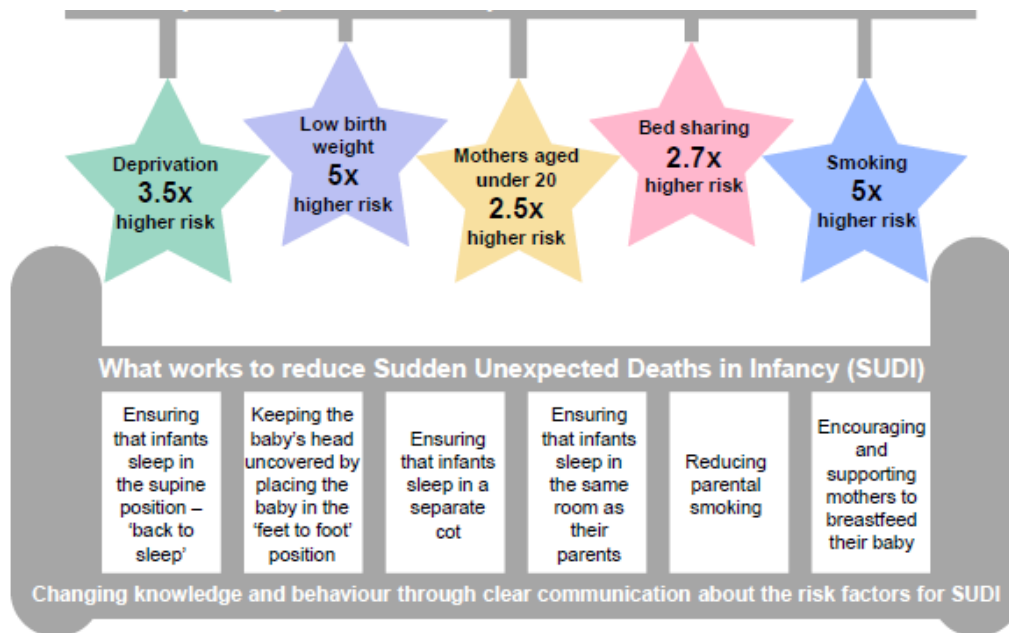 Deprivation
3.5x
higher risk
Low birth
weight
5x
higher risk
Mothers aged
under 20
2.5x
higher risk
Bed sharing
2.7x
higher risk
Smoking
5x
higher risk
What works to reduce Sudden Unexpected Deaths in Infancy (SUDI)
Ensuring
that infants
sleep in
the supine
position –
'back to
sleep'
Keeping the
baby's head
uncovered by
placing the
baby in the
'feet to foot'
position
Ensuring
that infants
sleep in a
separate
cot
Ensuring
that infants
sleep in
the same
room as
their
parents
Reducing
parental
smoking
Encouraging
and
supporting
mothers to
breastfeed
their baby
Changing knowledge and behaviour through clear communication about the risk factors for SUDI